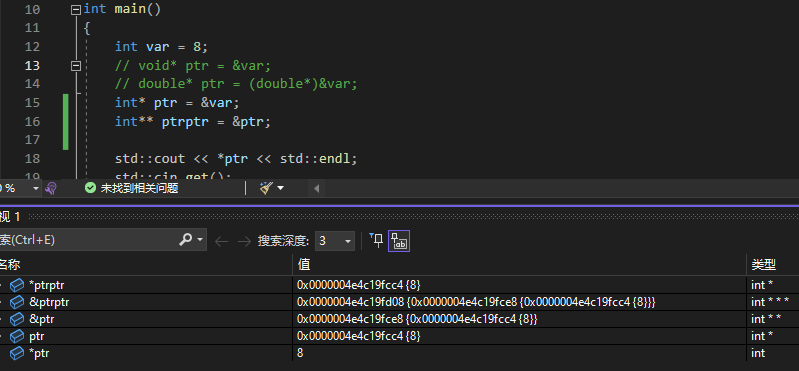 10 int main()
11 {
12 int var = 8;
13 // void* ptr = &var;
14 // double* ptr = (double*)&var;
15 int* ptr = &var;
16 int** ptrptr = &ptr;
17
18 std::cout << *ptr << std::endl;
19 std::cin.get();
0 % 未找到相关问题
视 1
索(Ctrl+E) 搜索深度: 3
名称 值 类型
*ptrptr 0x0000004e4c19fcc4 {8} int *
&ptrptr 0x0000004e4c19fd08 {0x0000004e4c19fce8 {0x0000004e4c19fcc4 {8}}} int * * *
&ptr 0x0000004e4c19fce8 {0x0000004e4c19fcc4 {8}} int * *
ptr 0x0000004e4c19fcc4 {8} int *
*ptr 8 int